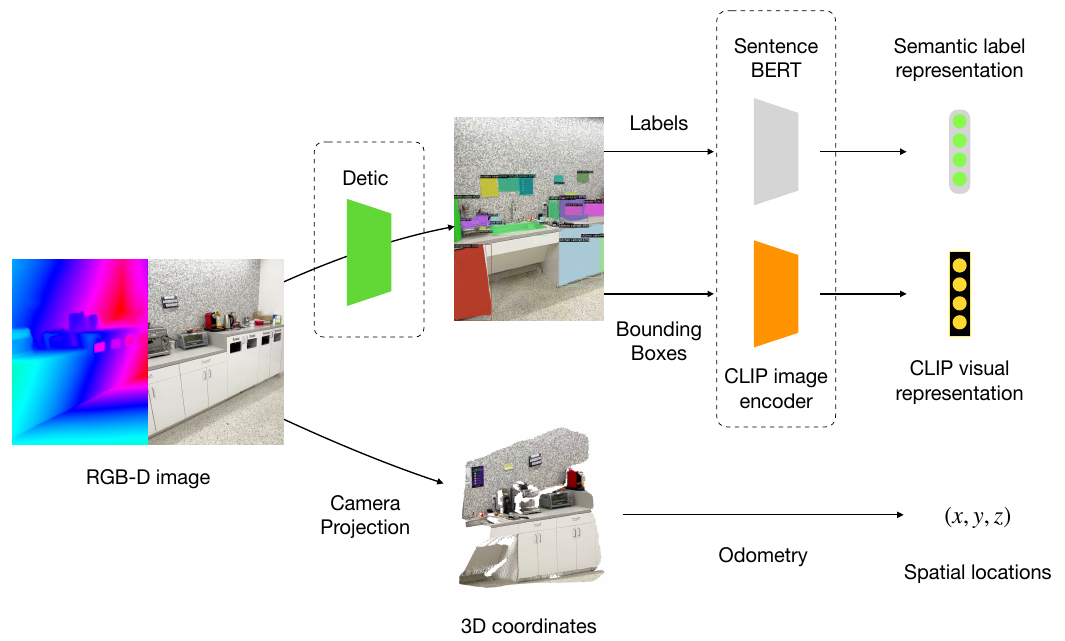 Sentence
BERT
Semantic label
representation
Labels
Detic
Bounding
Boxes
CLIP image
encoder
CLIP visual
representation
RGB-D image
Camera
Projection
(x, y, z)
Odometry
Spatial locations
3D coordinates